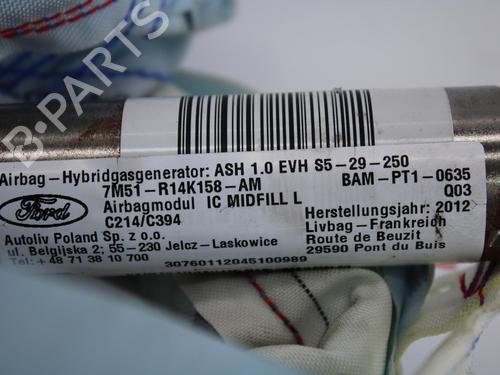 B-PARTS
Airbag-Hybridgasgenerator: ASH 1.0 EVH S5-29-250
7M51-R14K158-AM BAM-PT1-0635
Ford Airbagmodul IC MIDFILL L Q03
C214/C394 Herstellungsjahr: 2012
Autoliv Poland Sp. z o.o. Livbag-Frankreich
ul. Belgijska 2; 55-230 Jelcz-Laskowice Route de Beuzit
Tel: +48 71 38 10 700 29590 Pont du Buis
30760112045100989